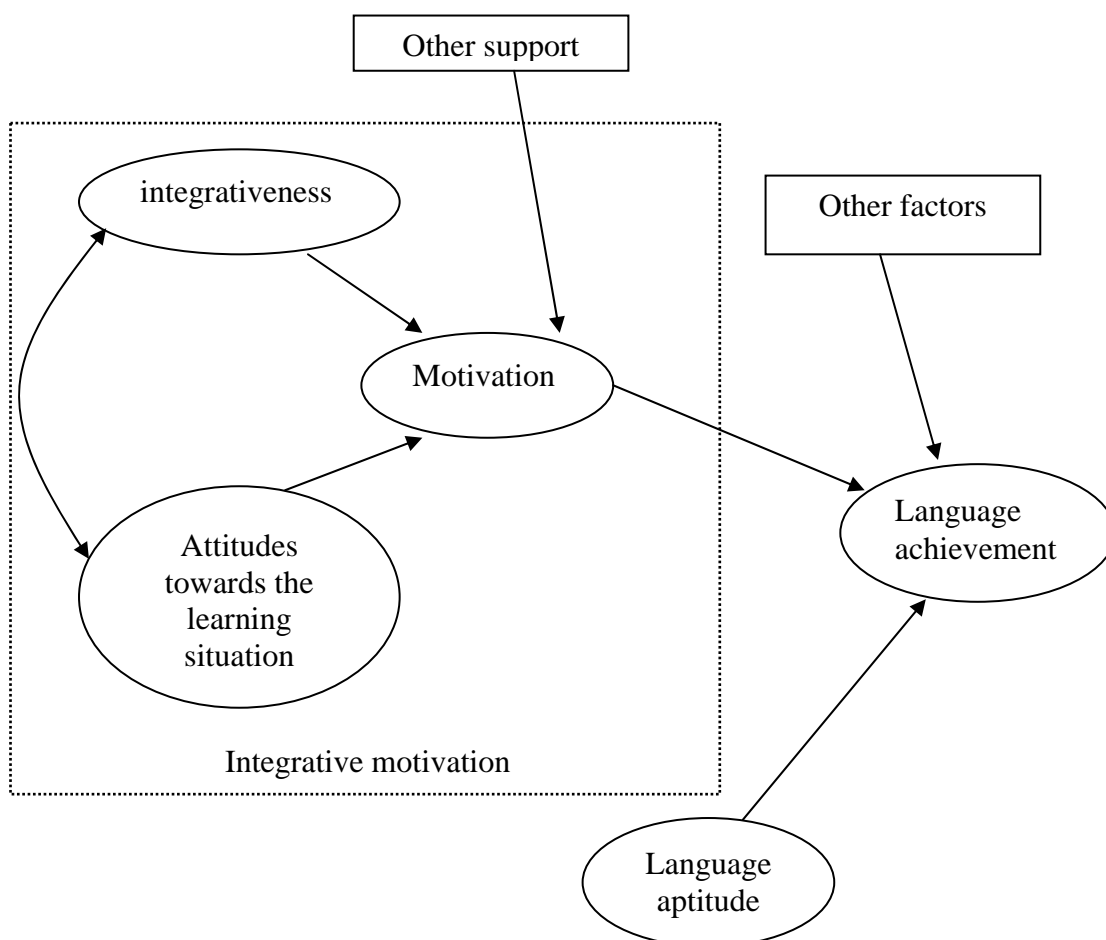 Other support
integrativeness
Other factors
Motivation
Language
achievement
Attitudes
towards the
learning
situation
Integrative motivation
Language
aptitude